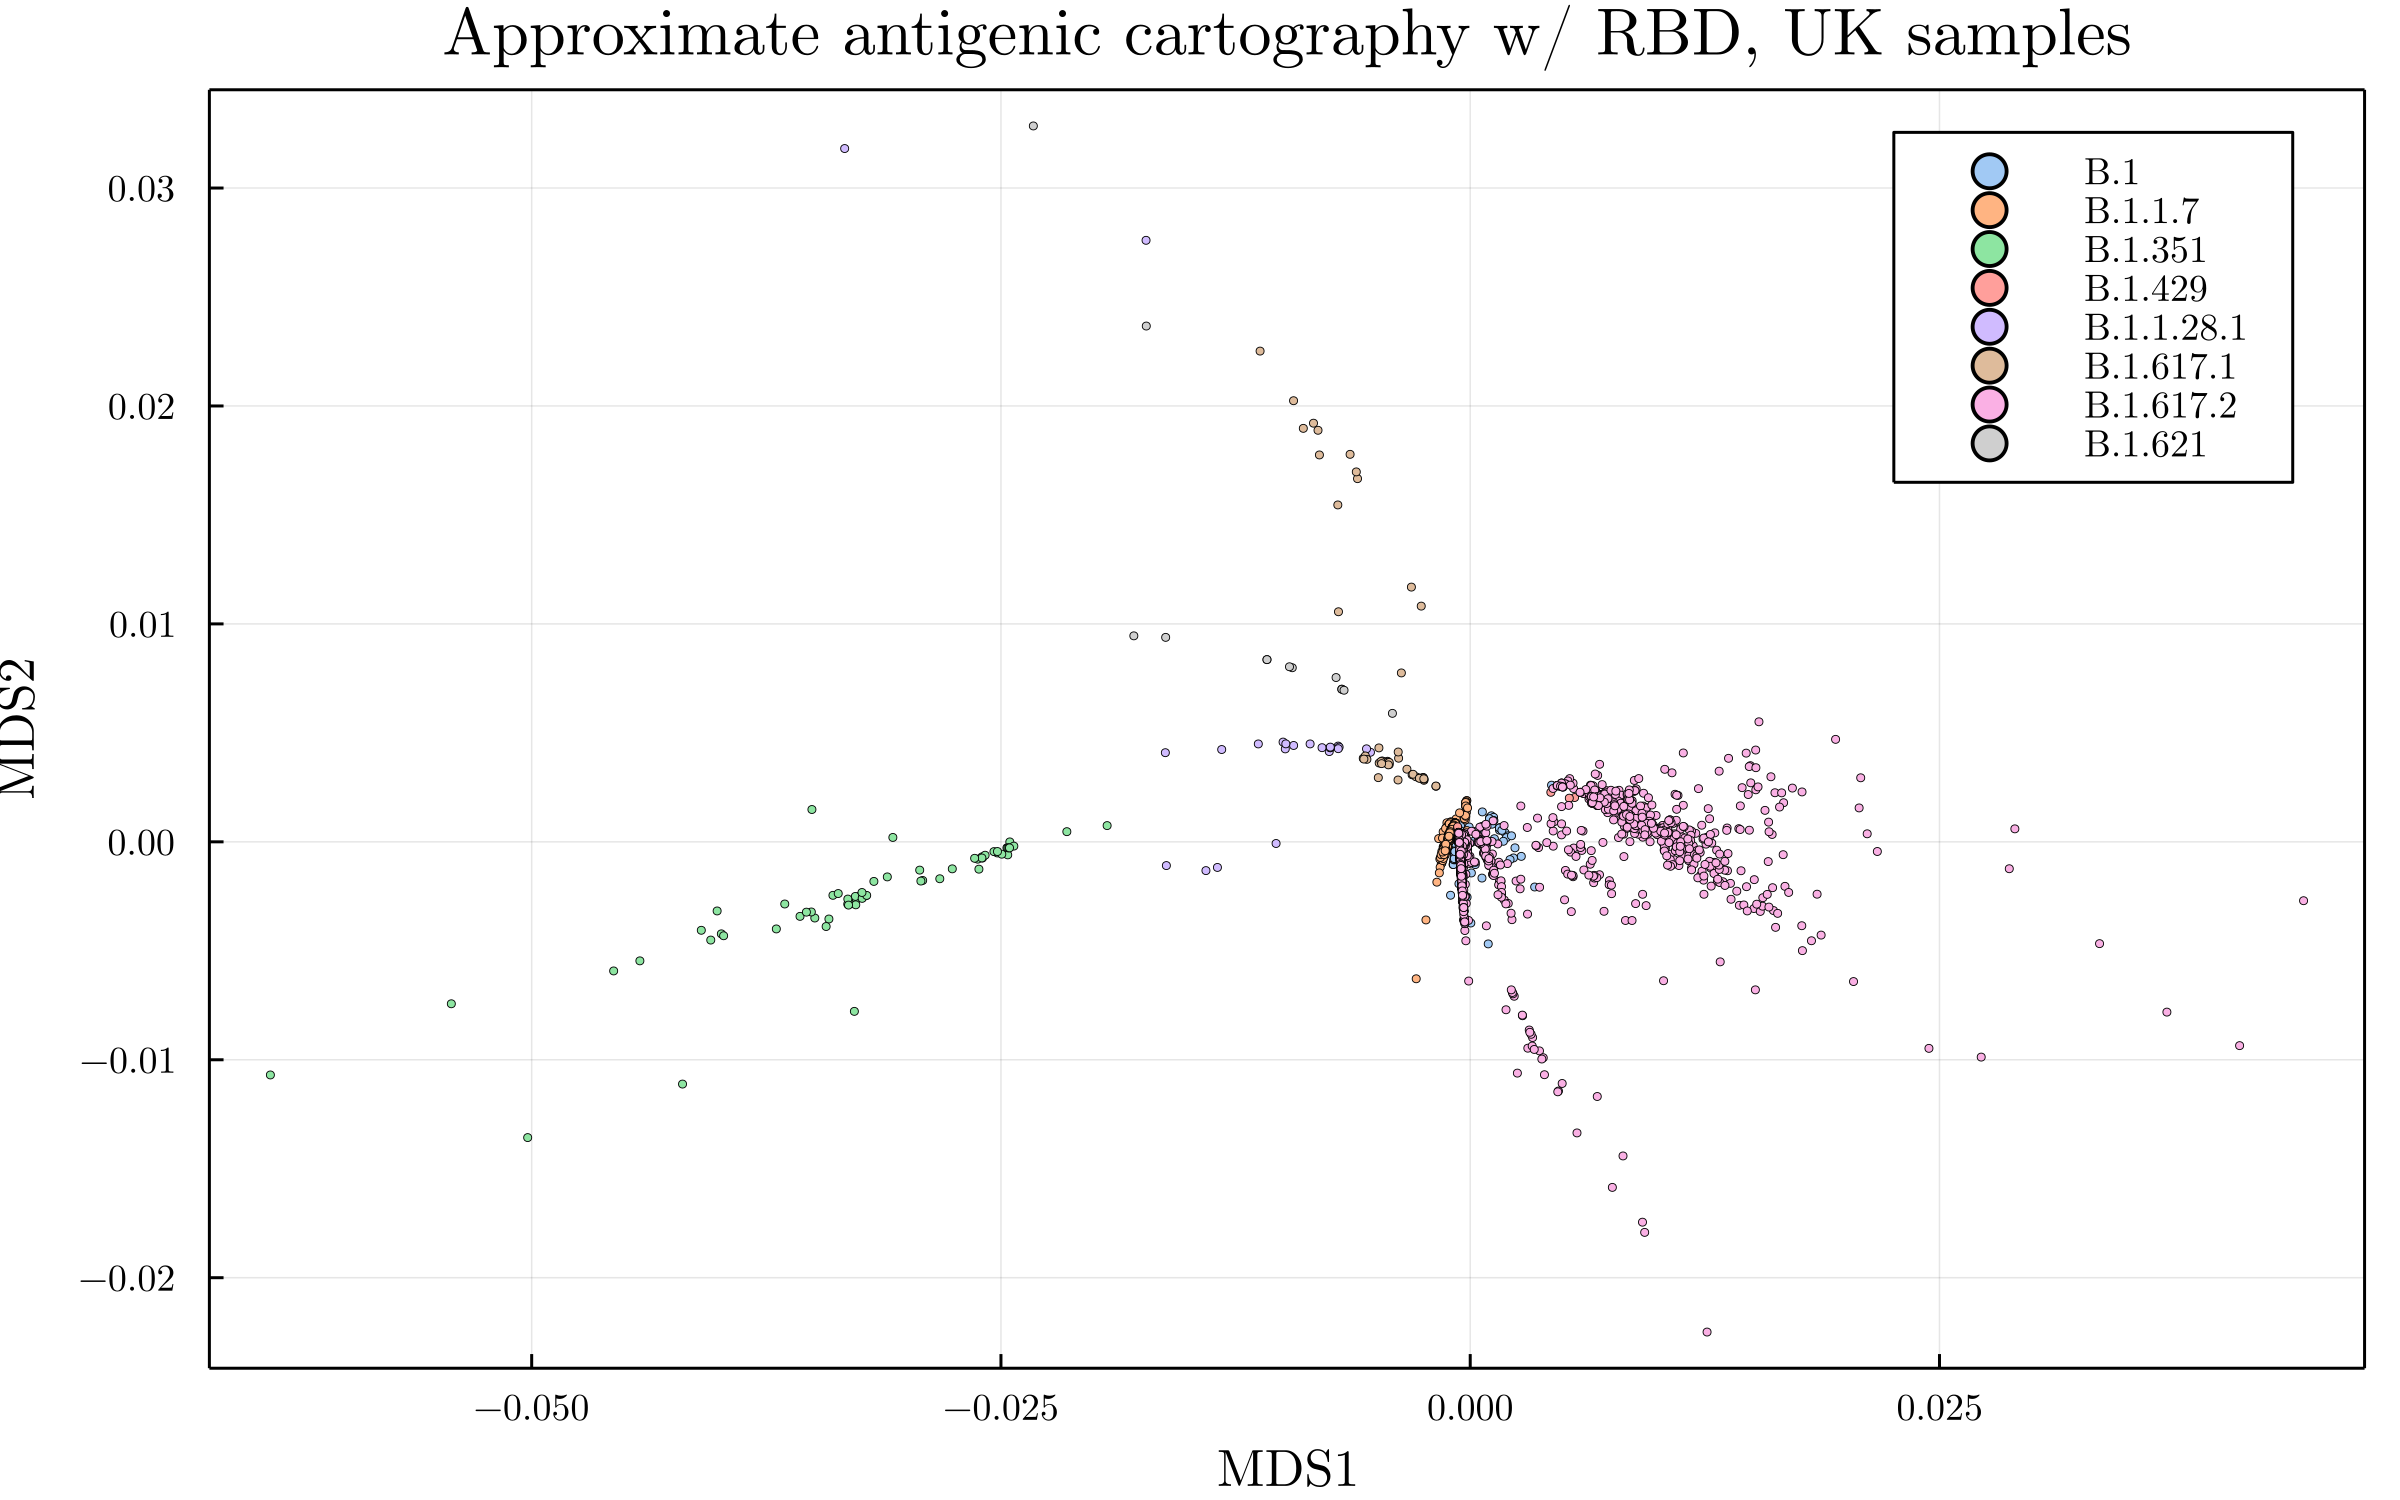 Approximate antigenic cartography w/ RBD, UK samples
B.1
B.1.1.7
B.1.351
B.1.429
B.1.1.28.1
B.1.617.1
B.1.617.2
B.1.621
MDS2
0.03
0.02
0.01
0.00
−0.01
−0.02
−0.050
−0.025
0.000
0.025
MDS1